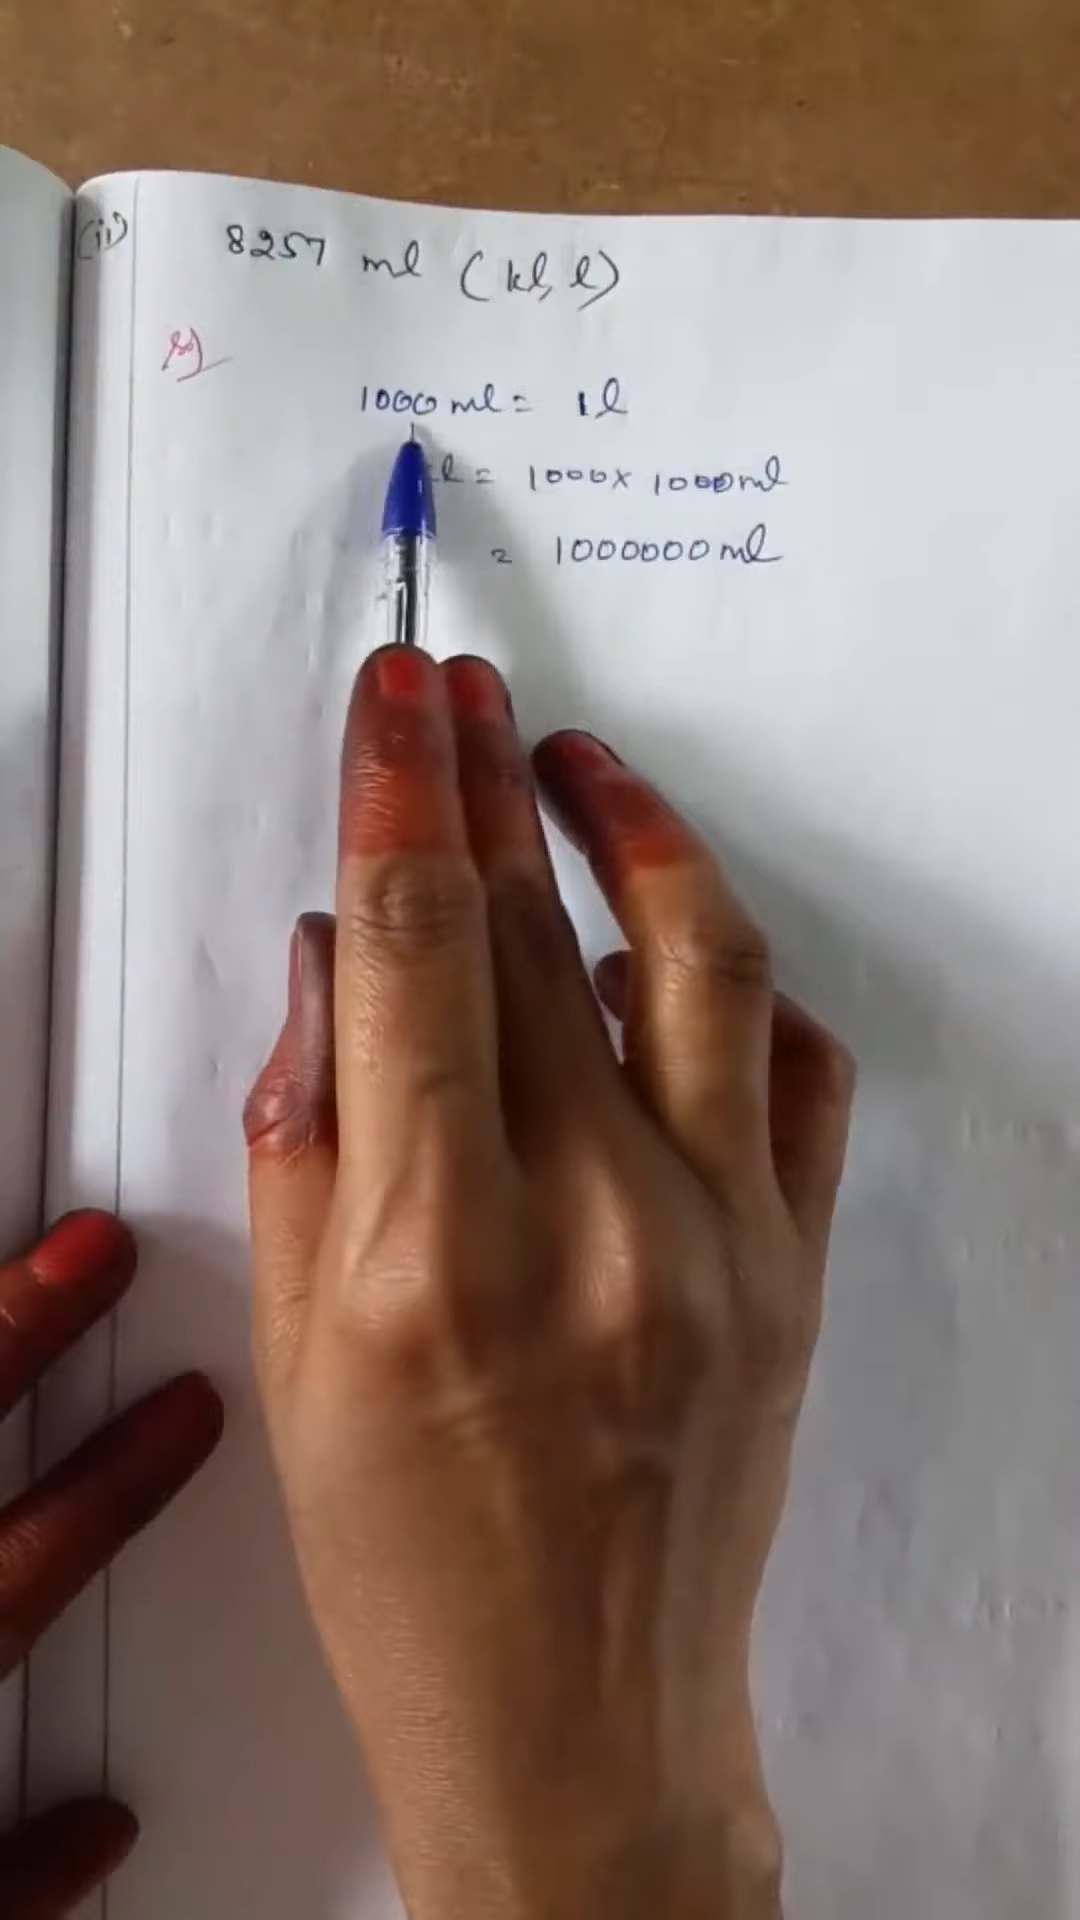 (ii) 8257 ml (kl, l)
1000 ml = 1 l
l = 1000 x 1000 ml
= 1000000 ml